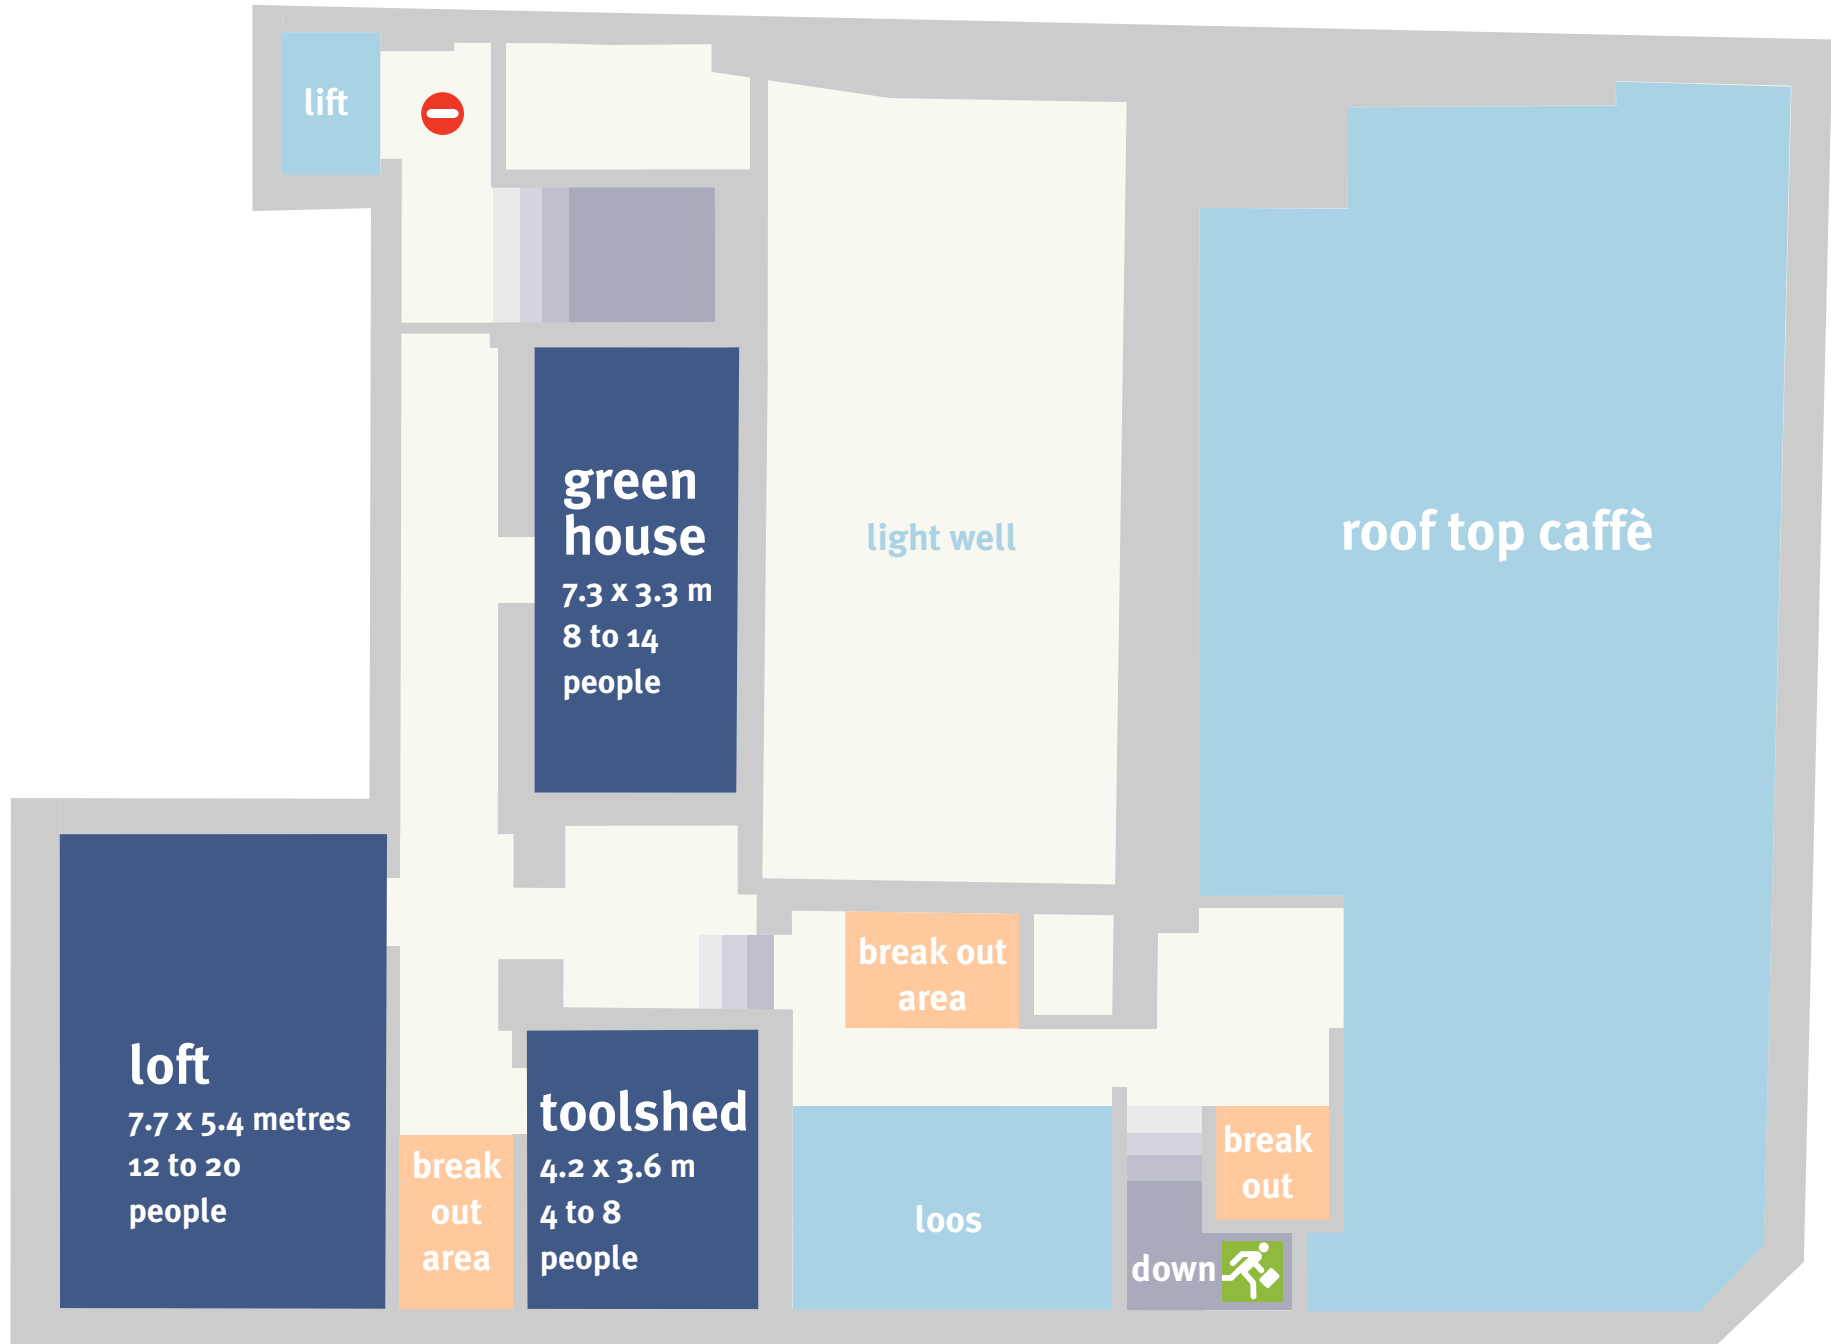 lift
green
house
7.3 x 3.3 m
8 to 14
people
light well
roof top caffè
loft
7.7 x 5.4 metres
12 to 20
people
break
out
area
toolshed
4.2 x 3.6 m
4 to 8
people
break out
area
loos
break
out
down